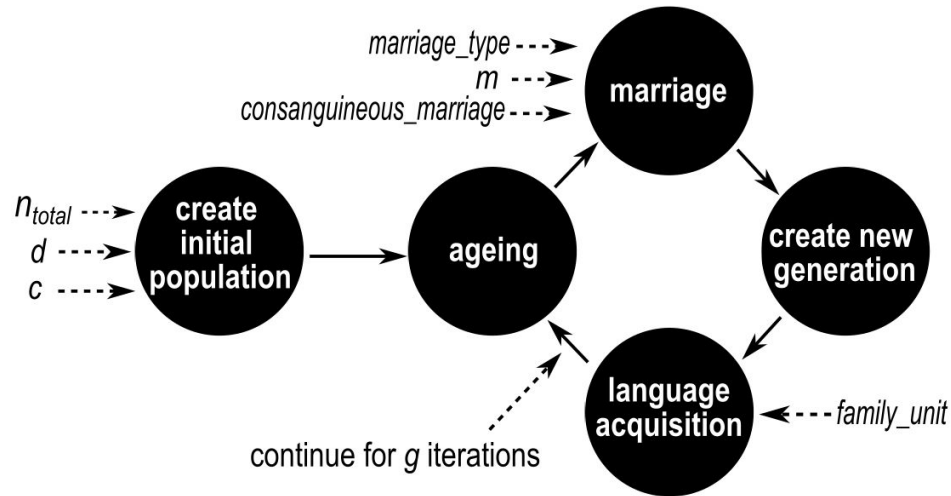 marriage_type
m
consanguineous_marriage
marriage
n_total
d
c
create
initial
population
ageing
create new
generation
language
acquisition
family_unit
continue for g iterations